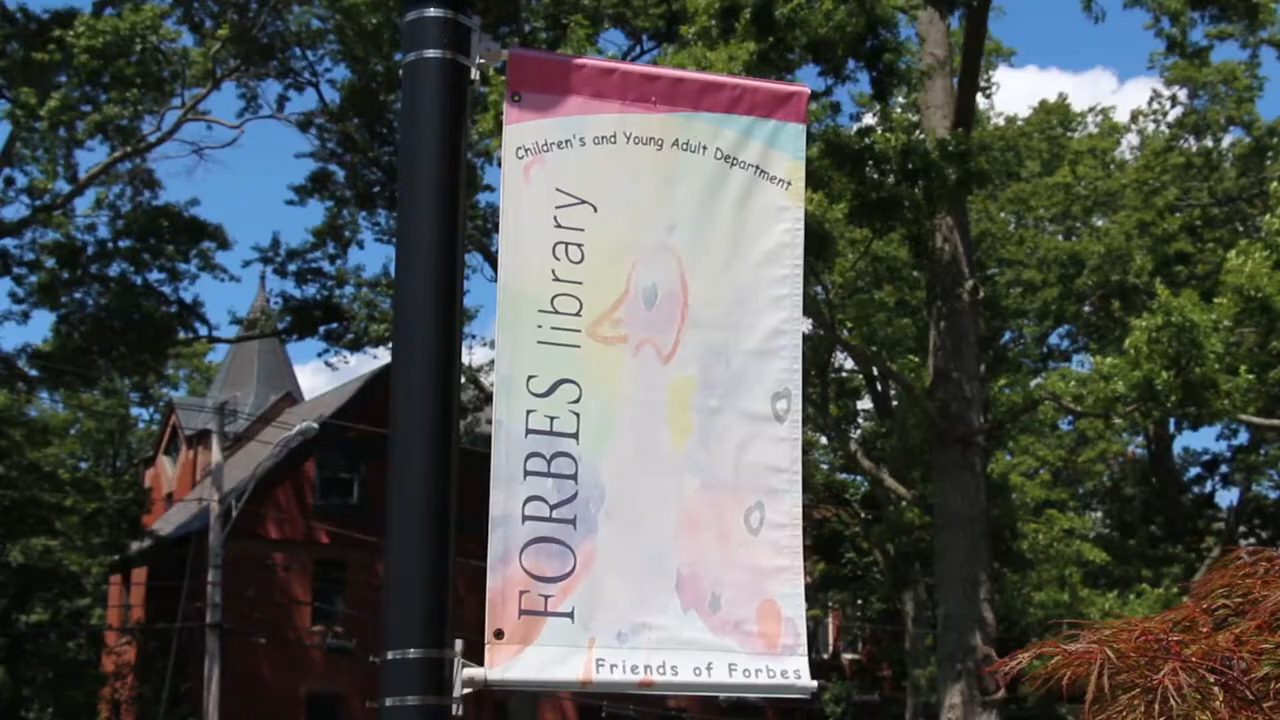 Children's and Young Adult Department
FORBES library
Friends of Forbes